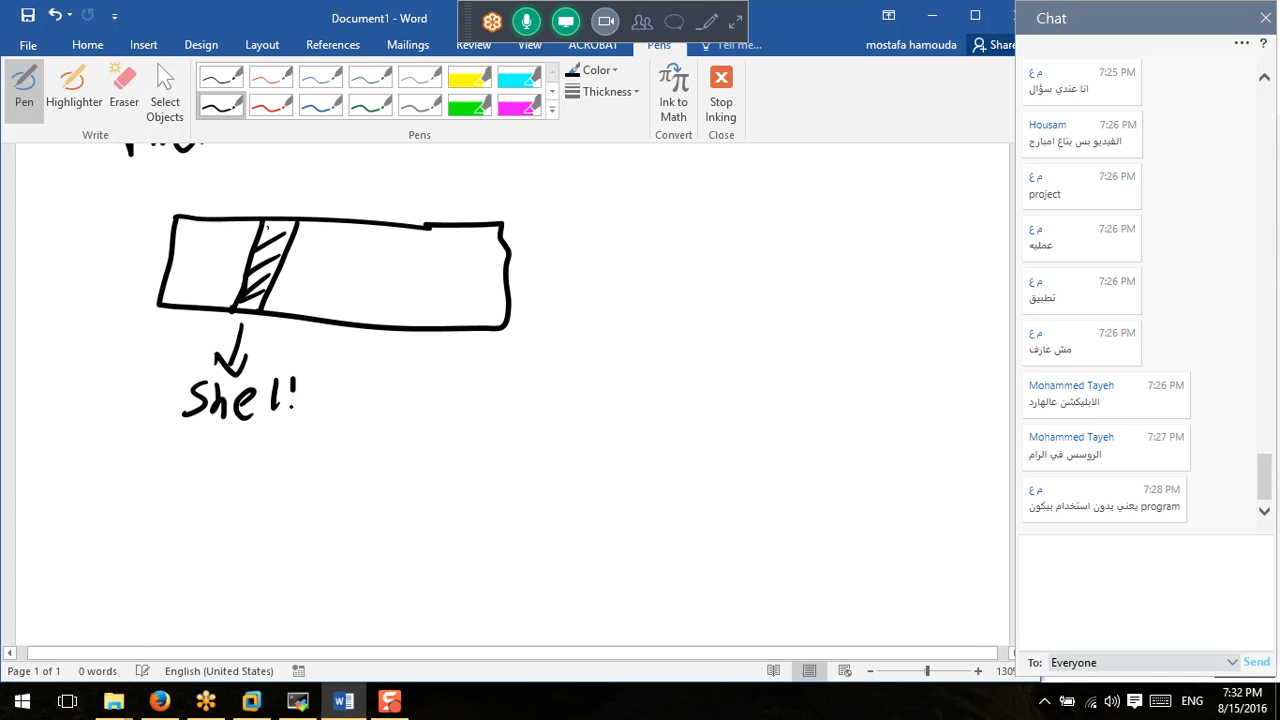 Document1 - Word
Chat
File
Home
Insert
Design
Layout
References
Mailings
Review
View
ACROBAT
Pens
Tell me...
mostafa hamouda
Share
Pen
Highlighter
Eraser
Select Objects
Color
Thickness
Ink to Math
Stop Inking
Write
Pens
Convert
Close
م ع 7:25 PM
انا عندي سؤال
Housam 7:26 PM
الفيديو بس بتاع امبارح
م ع 7:26 PM
project
م ع 7:26 PM
عمليه
م ع 7:26 PM
تطبيق
م ع 7:26 PM
مش عارف
Mohammed Tayeh 7:26 PM
الابليكشن عالهارد
Mohammed Tayeh 7:27 PM
الروسس في الرام
م ع 7:28 PM
يعني بدون استخدام بيكون program
Shel!
To: Everyone Send
Page 1 of 1 0 words English (United States) 130%
ENG 7:32 PM
8/15/2016